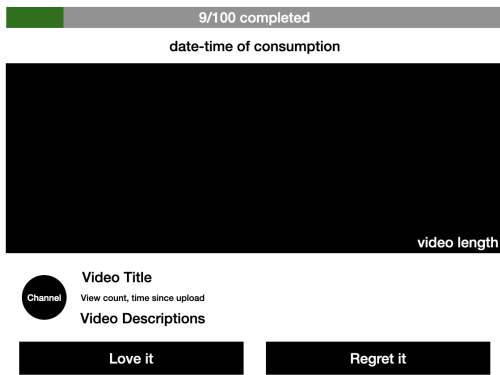 9/100 completed
date-time of consumption
video length
Channel
Video Title
View count, time since upload
Video Descriptions
Love it
Regret it